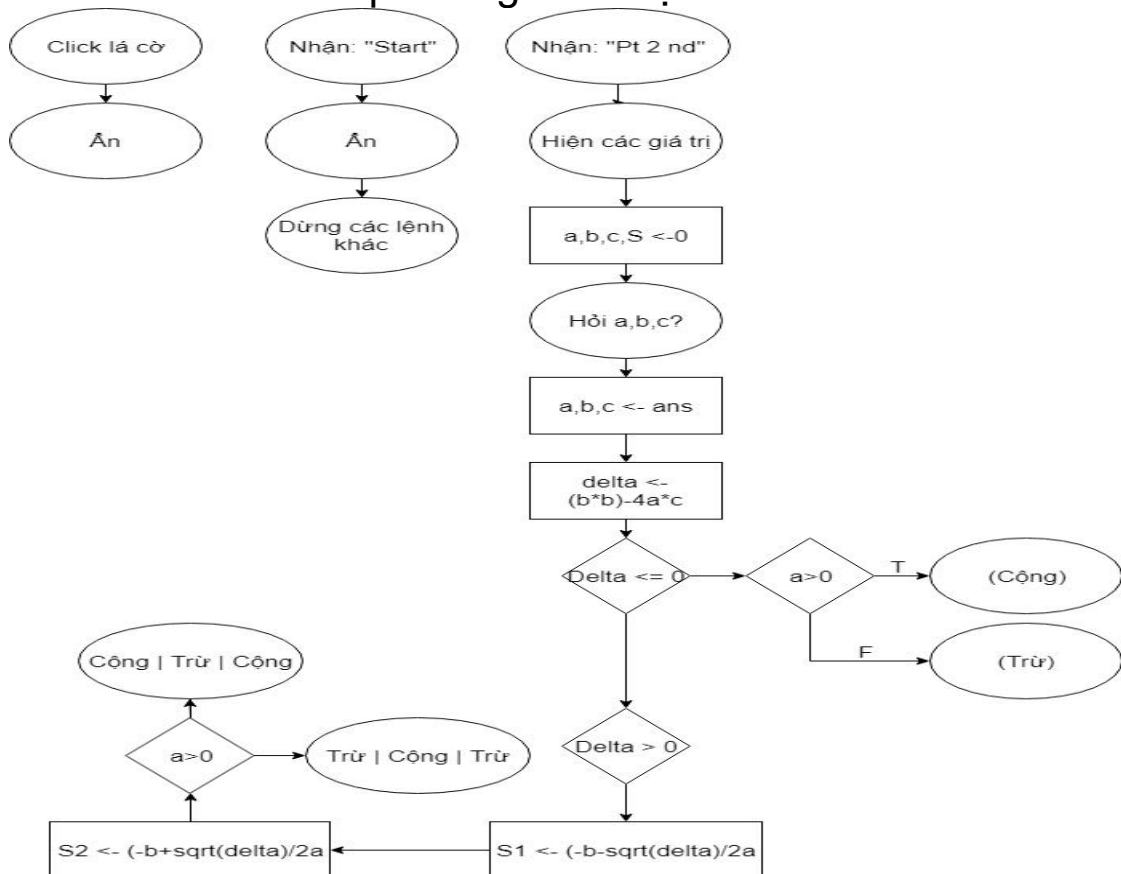 Click lá cờ
Nhận: "Start"
Nhận: "Pt 2 nd"
Ẩn
Ẩn
Hiện các giá trị
Dừng các lệnh
khác
a,b,c,S <-0
Hỏi a,b,c?
a,b,c <- ans
delta <-
(b*b)-4a*c
Delta <= 0
a>0
T
(Cộng)
F
(Trừ)
Cộng | Trừ | Cộng
a>0
Trừ | Cộng | Trừ
Delta > 0
S2 <- (-b+sqrt(delta)/2a
S1 <- (-b-sqrt(delta)/2a